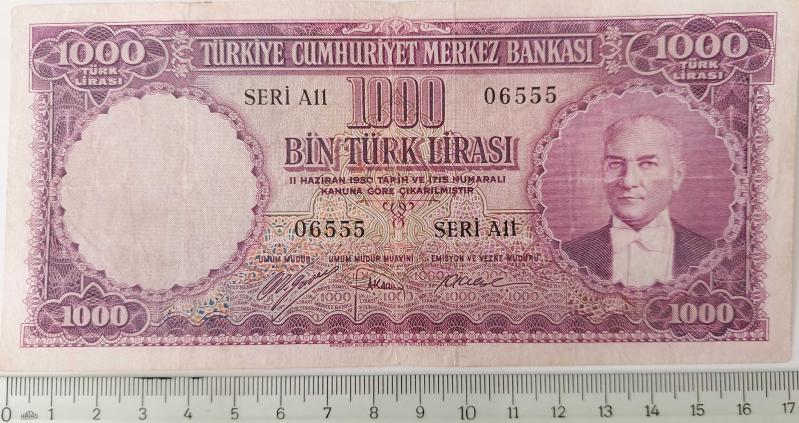 1000 TÜRKİYE CUMHURİYET MERKEZ BANKASI 1000
TÜRK LİRASI TÜRK LİRASI
SERİ A11 1000 06555
BİN TÜRK LİRASI
11 HAZİRAN 1930 TARİH VE 1715 NUMARALI
KANUNA GÖRE ÇIKARILMIŞTIR
06555 SERİ A11
UMUM MÜDÜR UMUM MÜDÜR MUAVİNİ EMİSYON VE VEZNE MÜDÜRÜ
1000 1000 1000 1000
1000 1000
0 HATAS 1 2 3 4 5 6 7 8 9 10 11 12 13 14 15 16 17